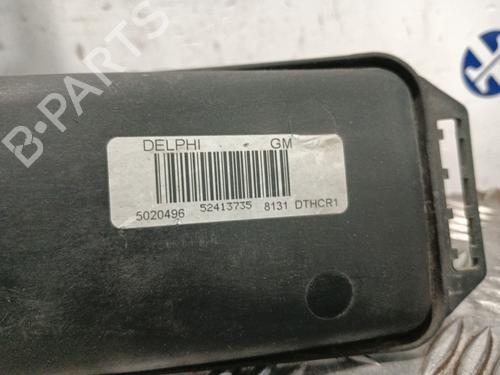 B-PARTS
DELPHI GM
5020496 52413735 8131 DTHCR1